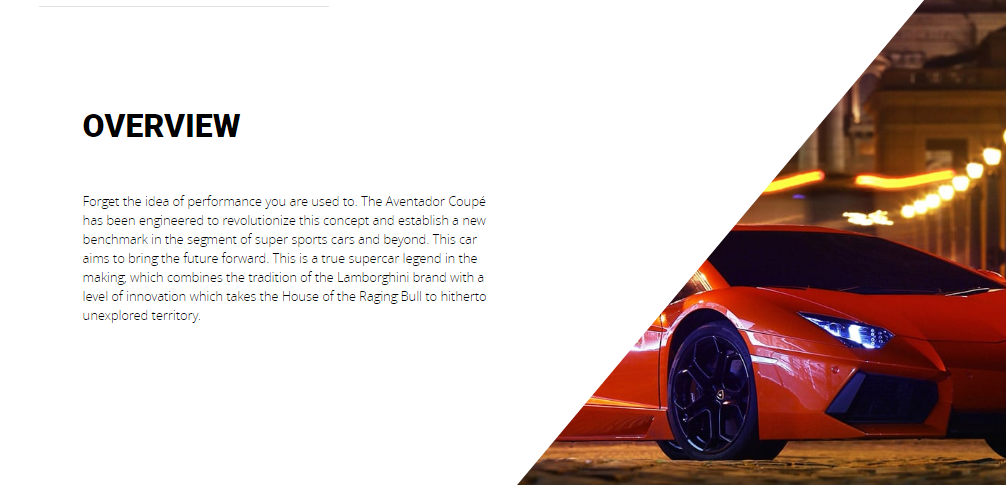 OVERVIEW
Forget the idea of performance you are used to. The Aventador Coupé
has been engineered to revolutionize this concept and establish a new
benchmark in the segment of super sports cars and beyond. This car
aims to bring the future forward. This is a true supercar legend in the
making, which combines the tradition of the Lamborghini brand with a
level of innovation which takes the House of the Raging Bull to hitherto
unexplored territory.